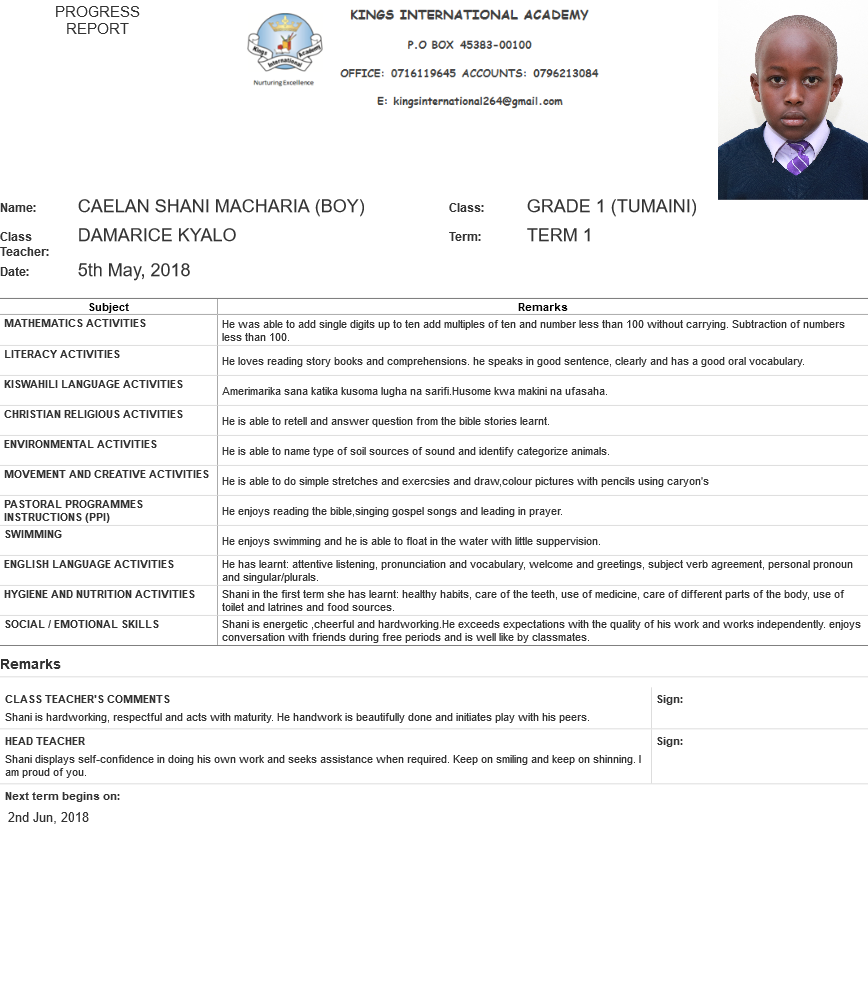 PROGRESS
REPORT
Kings Academy
International
Nurturing Excellence
KINGS INTERNATIONAL ACADEMY
P.O BOX 45383-00100
OFFICE: 0716119645 ACCOUNTS: 0796213084
E: kingsinternational264@gmail.com
Name: CAELAN SHANI MACHARIA (BOY) Class: GRADE 1 (TUMAINI)
Class Teacher: DAMARICE KYALO Term: TERM 1
Date: 5th May, 2018
Subject Remarks
MATHEMATICS ACTIVITIES
He was able to add single digits up to ten add multiples of ten and number less than 100 without carrying. Subtraction of numbers
less than 100.
LITERACY ACTIVITIES
He loves reading story books and comprehensions. he speaks in good sentence, clearly and has a good oral vocabulary.
KISWAHILI LANGUAGE ACTIVITIES
Amerimarika sana katika kusoma lugha na sarifi.Husome kwa makini na ufasaha.
CHRISTIAN RELIGIOUS ACTIVITIES
He is able to retell and answer question from the bible stories learnt.
ENVIRONMENTAL ACTIVITIES
He is able to name type of soil sources of sound and identify categorize animals.
MOVEMENT AND CREATIVE ACTIVITIES
He is able to do simple stretches and exercsies and draw,colour pictures with pencils using caryon's
PASTORAL PROGRAMMES
INSTRUCTIONS (PPI)
He enjoys reading the bible,singing gospel songs and leading in prayer.
SWIMMING
He enjoys swimming and he is able to float in the water with little suppervision.
ENGLISH LANGUAGE ACTIVITIES
He has learnt: attentive listening, pronunciation and vocabulary, welcome and greetings, subject verb agreement, personal pronoun
and singular/plurals.
HYGIENE AND NUTRITION ACTIVITIES
Shani in the first term she has learnt: healthy habits, care of the teeth, use of medicine, care of different parts of the body, use of
toilet and latrines and food sources.
SOCIAL / EMOTIONAL SKILLS
Shani is energetic ,cheerful and hardworking.He exceeds expectations with the quality of his work and works independently. enjoys
conversation with friends during free periods and is well like by classmates.
Remarks
CLASS TEACHER'S COMMENTS
Shani is hardworking, respectful and acts with maturity. He handwork is beautifully done and initiates play with his peers.
Sign:
HEAD TEACHER
Shani displays self-confidence in doing his own work and seeks assistance when required. Keep on smiling and keep on shinning. I
am proud of you.
Sign:
Next term begins on:
2nd Jun, 2018